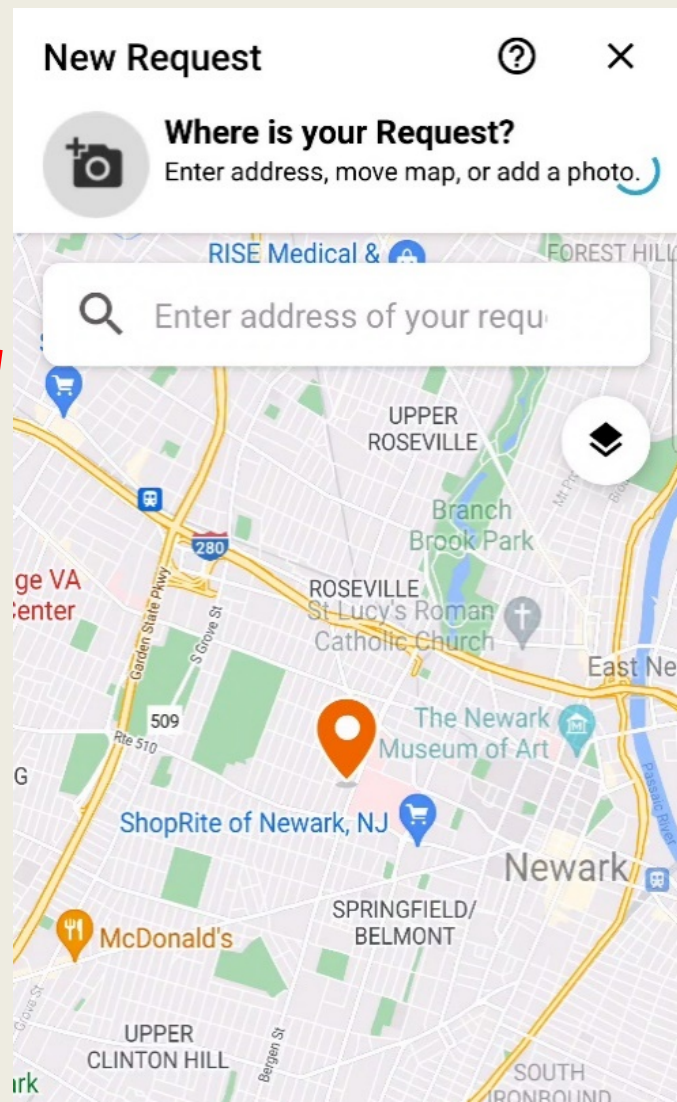 New Request
Where is your Request?
Enter address, move map, or add a photo.
RISE Medical &
FOREST HILL
Enter address of your requ
UPPER
ROSEVILLE
Branch
Brook Park
280
ge VA
Center
ROSEVILLE
St Lucy's Roman
Catholic Church
Garden State Pkwy
S Grove St
East Ne
509
Rte 510
The Newark
Museum of Art
Passaic River
G
ShopRite of Newark, NJ
Newark
SPRINGFIELD/
BELMONT
McDonald's
Grove St
UPPER
CLINTON HILL
Bergen St
SOUTH
IRONBOUND
ark